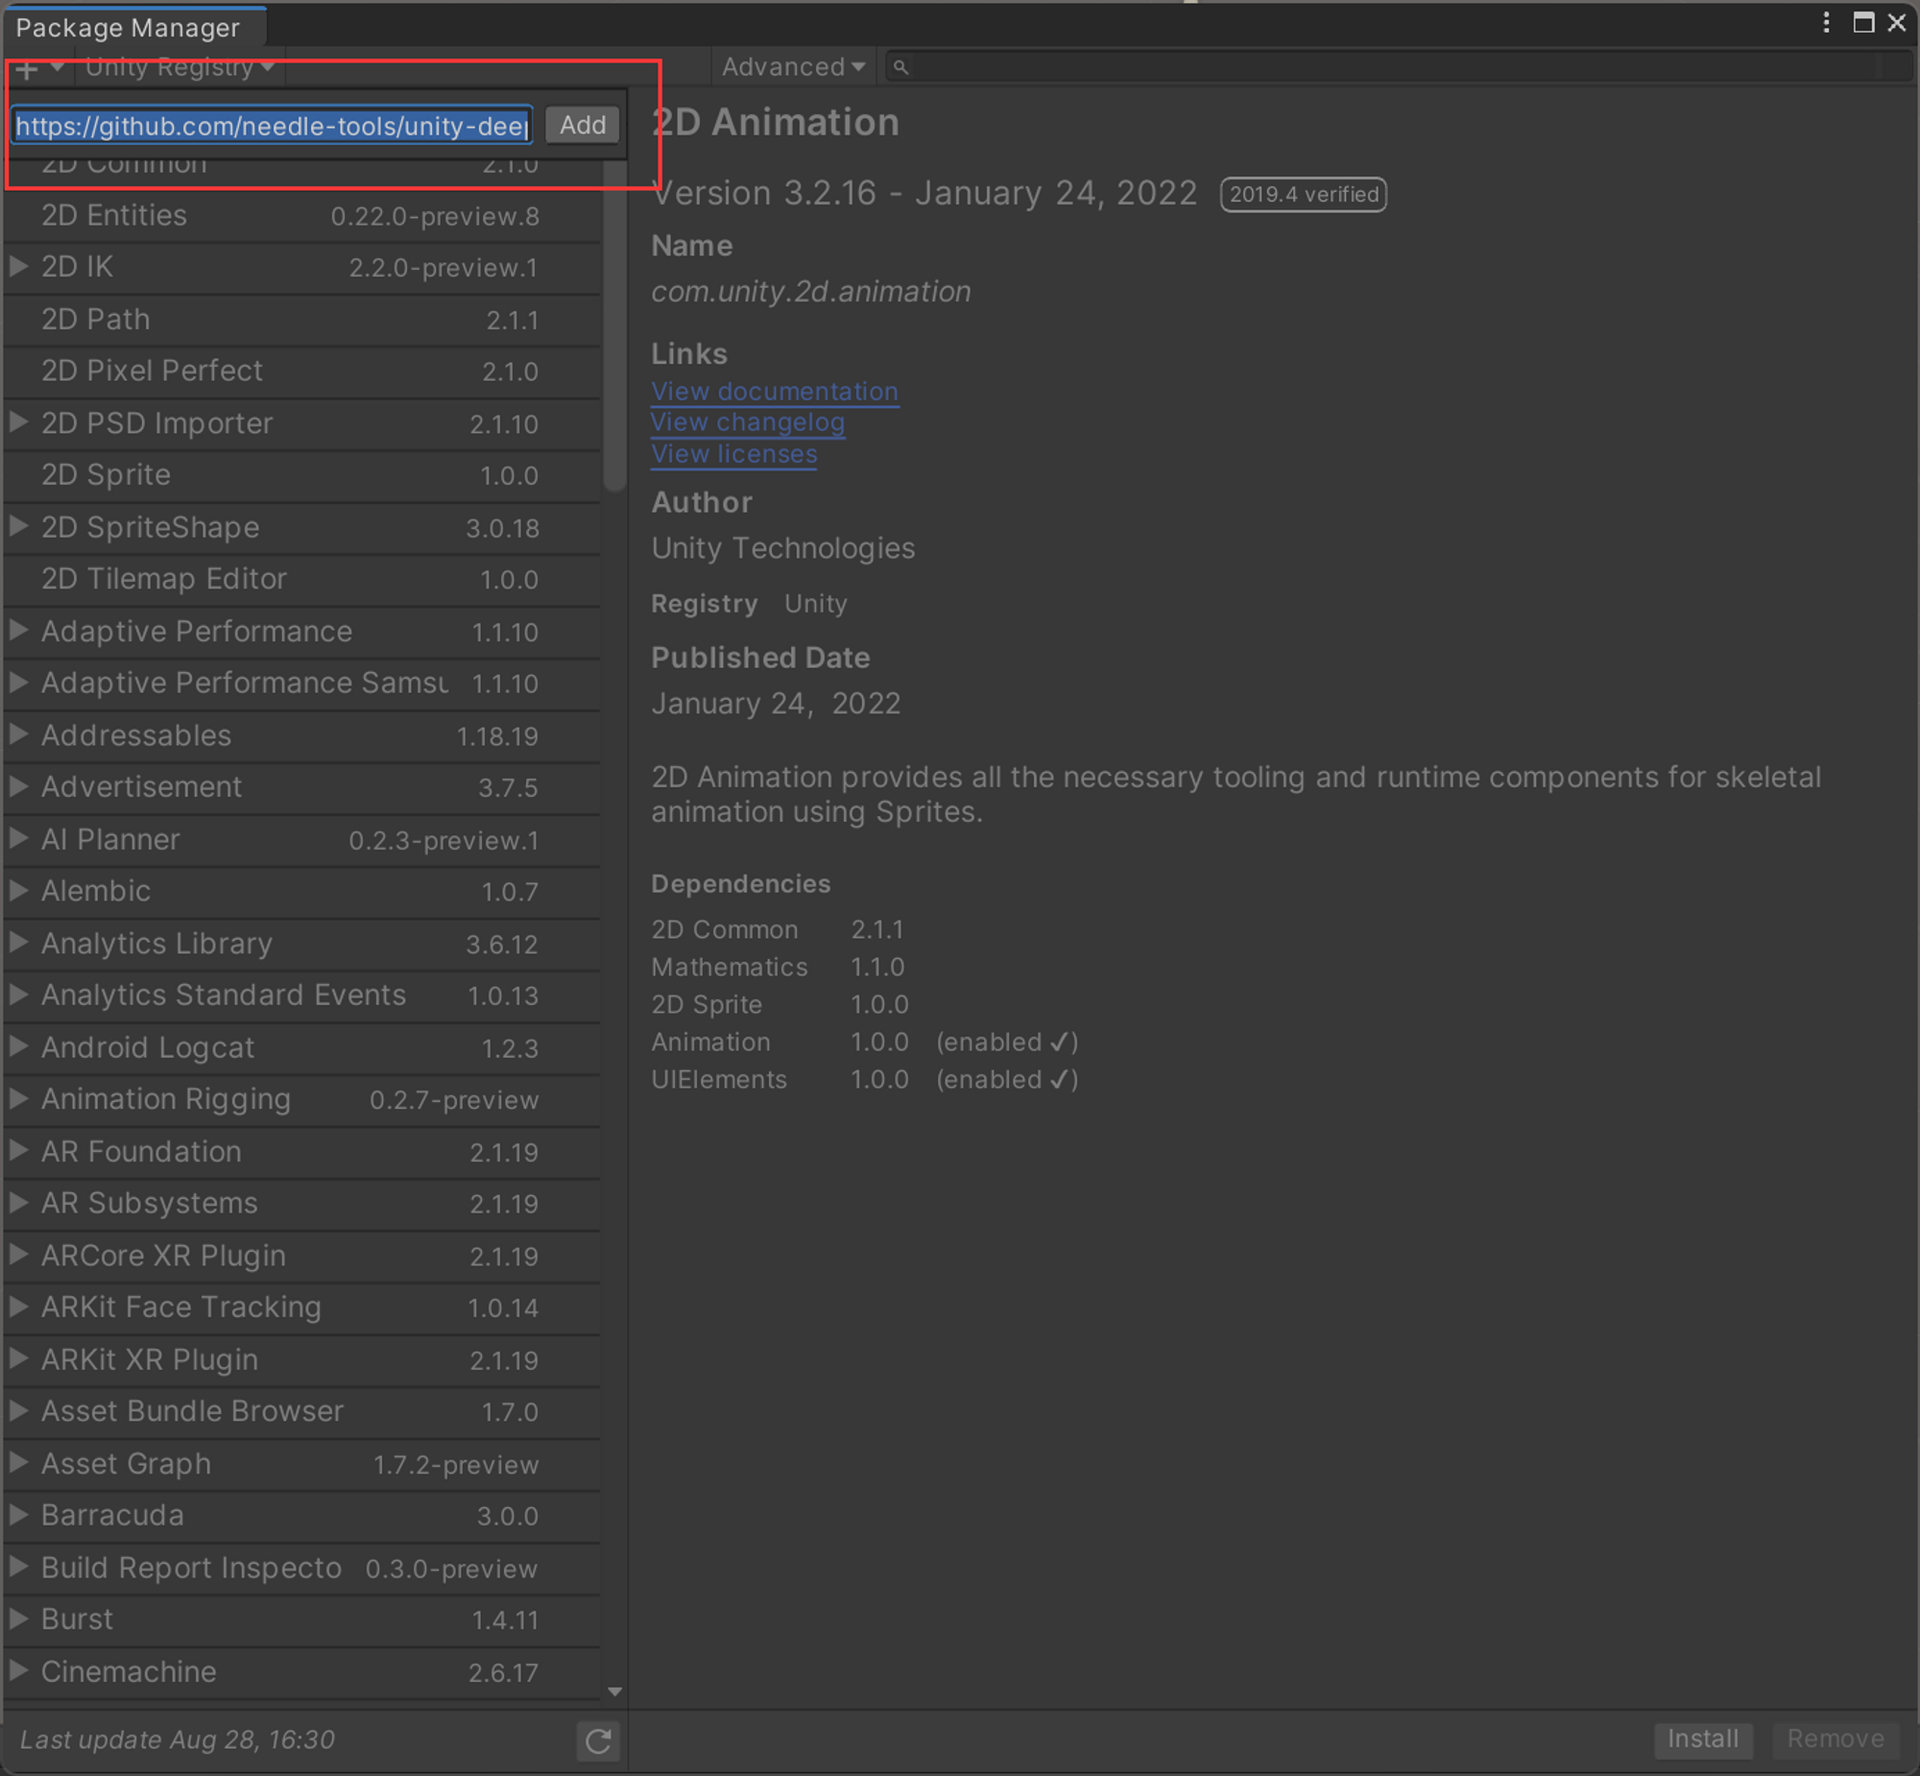 Package Manager
Unity Registry
Advanced
https://github.com/needle-tools/unity-deep
Add
2D Common 2.1.0
2D Entities 0.22.0-preview.8
2D IK 2.2.0-preview.1
2D Path 2.1.1
2D Pixel Perfect 2.1.0
2D PSD Importer 2.1.10
2D Sprite 1.0.0
2D SpriteShape 3.0.18
2D Tilemap Editor 1.0.0
Adaptive Performance 1.1.10
Adaptive Performance Samsu 1.1.10
Addressables 1.18.19
Advertisement 3.7.5
AI Planner 0.2.3-preview.1
Alembic 1.0.7
Analytics Library 3.6.12
Analytics Standard Events 1.0.13
Android Logcat 1.2.3
Animation Rigging 0.2.7-preview
AR Foundation 2.1.19
AR Subsystems 2.1.19
ARCore XR Plugin 2.1.19
ARKit Face Tracking 1.0.14
ARKit XR Plugin 2.1.19
Asset Bundle Browser 1.7.0
Asset Graph 1.7.2-preview
Barracuda 3.0.0
Build Report Inspecto 0.3.0-preview
Burst 1.4.11
Cinemachine 2.6.17
Last update Aug 28, 16:30
2D Animation
Version 3.2.16 - January 24, 2022 2019.4 verified
Name
com.unity.2d.animation
Links
View documentation
View changelog
View licenses
Author
Unity Technologies
Registry Unity
Published Date
January 24, 2022
2D Animation provides all the necessary tooling and runtime components for skeletal
animation using Sprites.
Dependencies
2D Common 2.1.1
Mathematics 1.1.0
2D Sprite 1.0.0
Animation 1.0.0 (enabled ✓)
UIElements 1.0.0 (enabled ✓)
Install
Remove